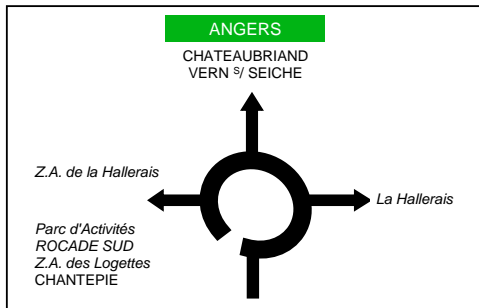 ANGERS
CHATEAUBRIAND
VERN S/ SEICHE
Z.A. de la Hallerais
La Hallerais
Parc d'Activités
ROCADE SUD
Z.A. des Logettes
CHANTEPIE